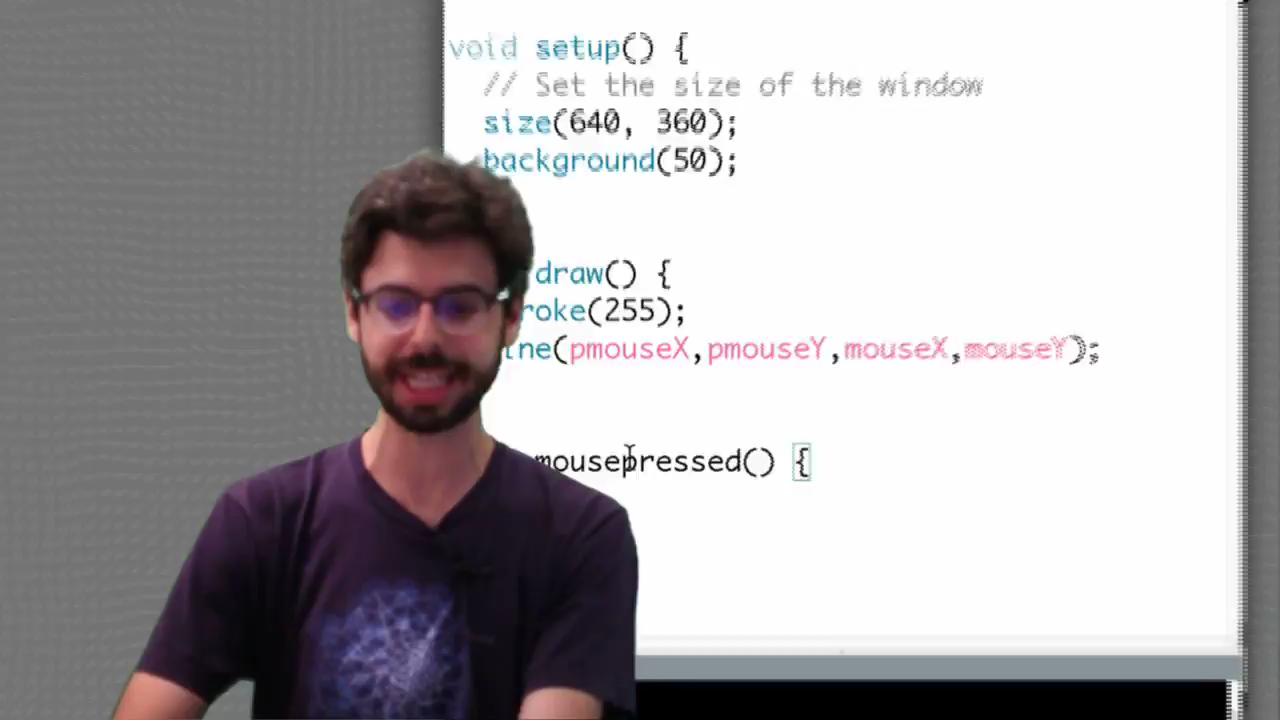 void setup() {
// Set the size of the window
size(640, 360);
background(50);
draw() {
roke(255);
ine(pmouseX,pmouseY,mouseX,mouseY);
mousepressed() {